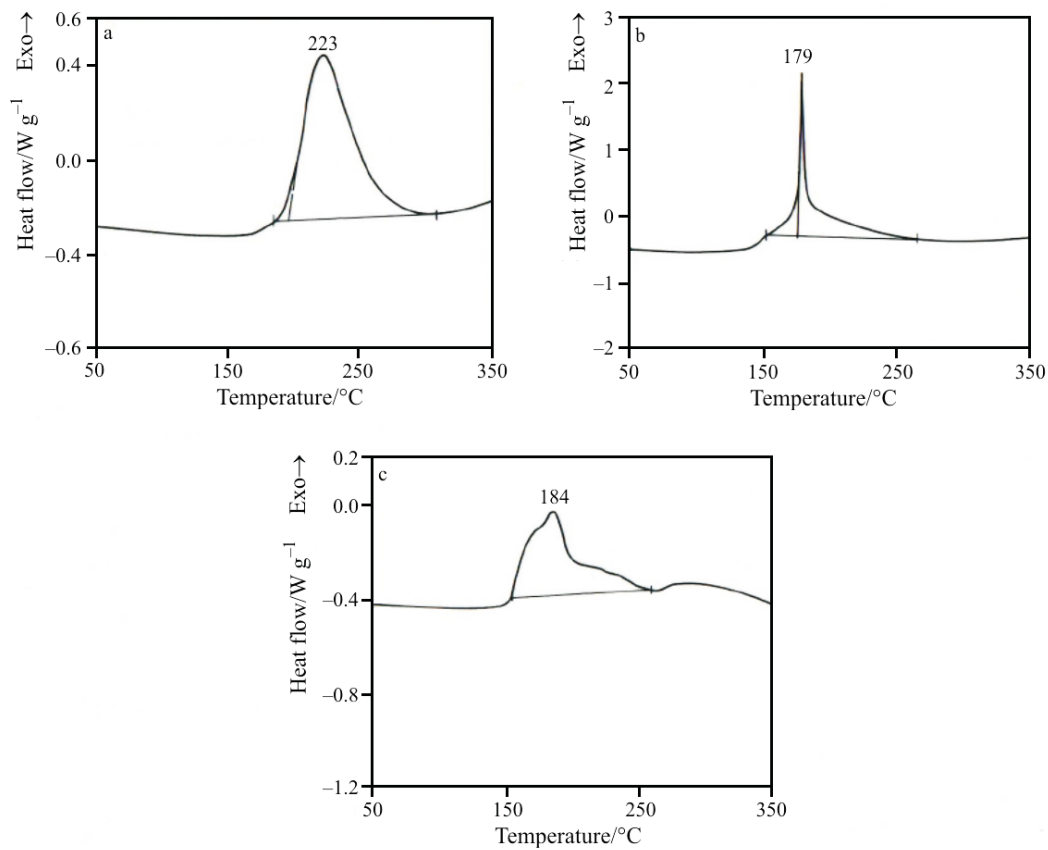 a
223
Heat flow/W g⁻¹ Exo→
0.6
0.4
0.0
–0.4
–0.6
50 150 250 350
Temperature/°C
b
179
Heat flow/W g⁻¹ Exo→
3
2
1
0
–1
–2
50 150 250 350
Temperature/°C
c
184
Heat flow/W g⁻¹ Exo→
0.2
0.0
–0.4
–0.8
–1.2
50 150 250 350
Temperature/°C